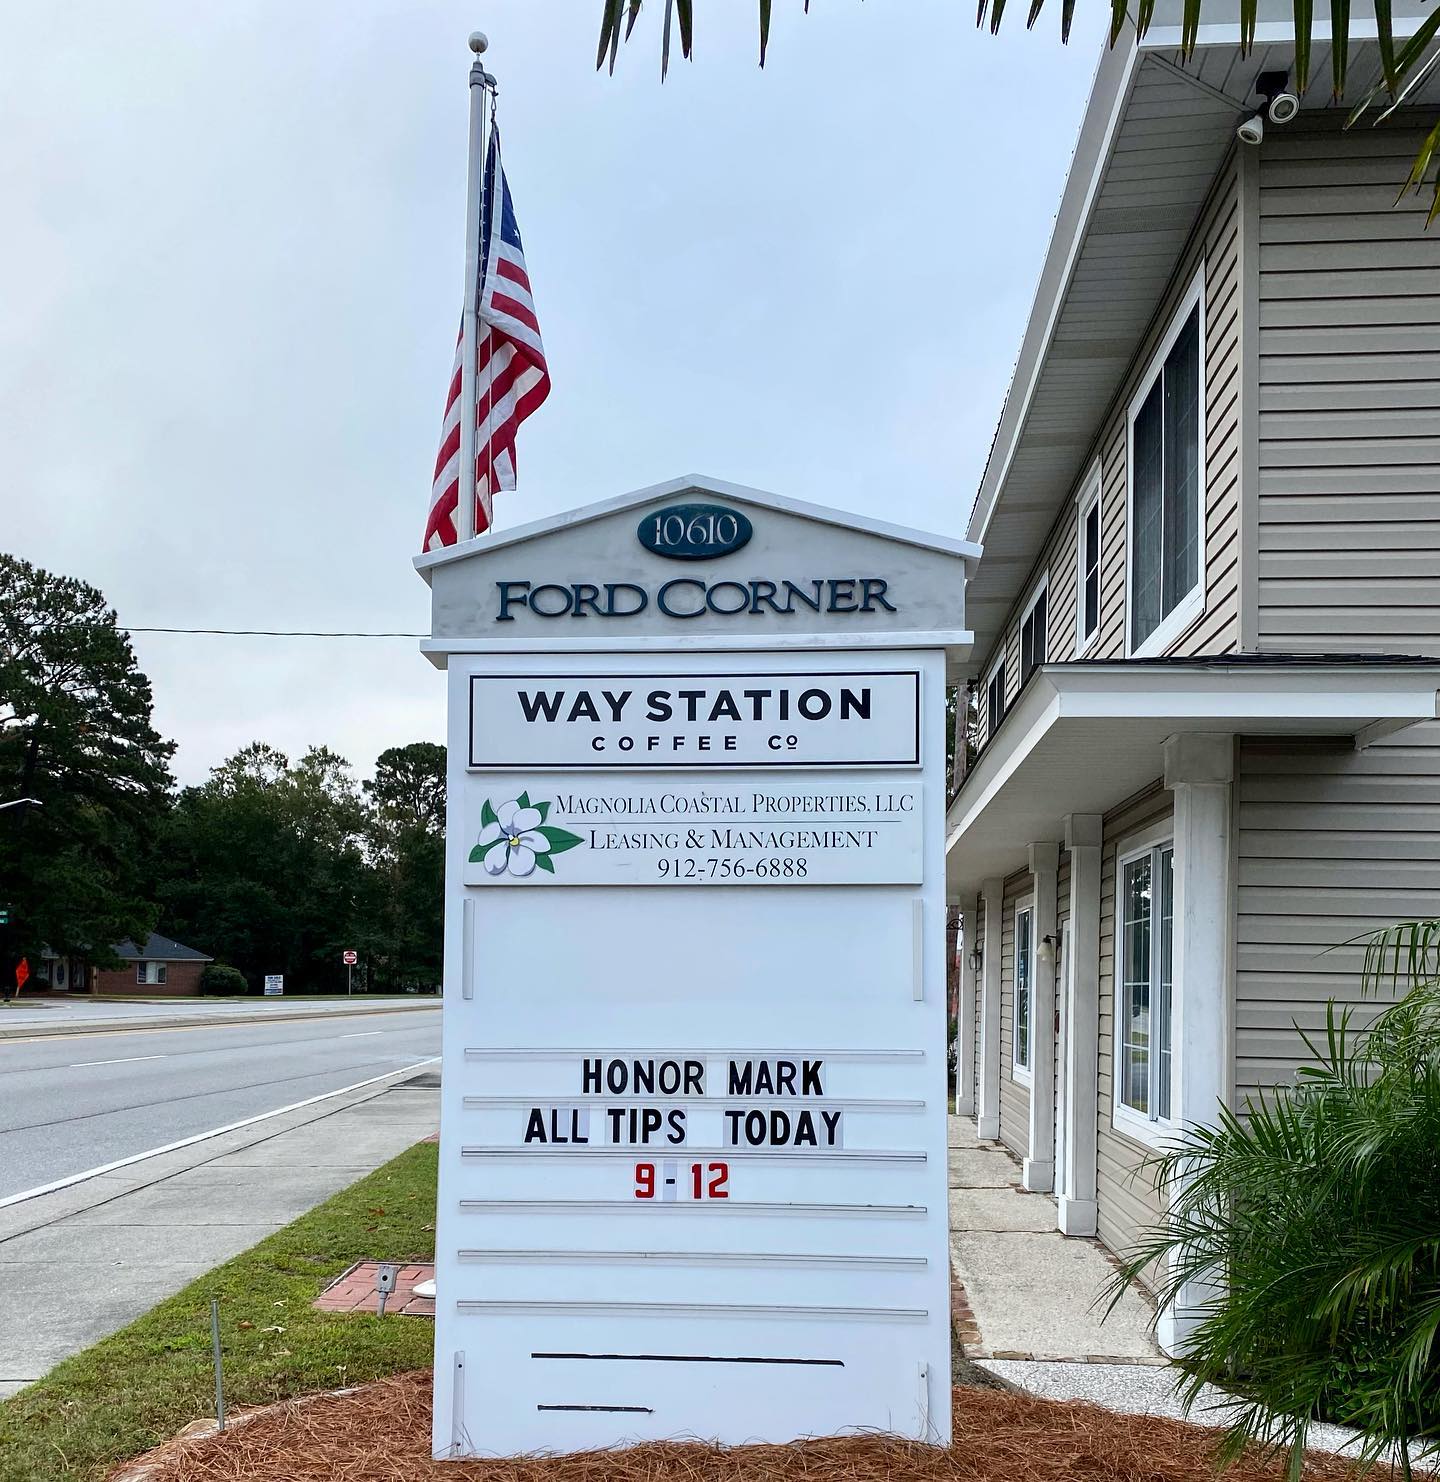 10610
FORD CORNER
WAY STATION
COFFEE Cº
MAGNOLIA COASTAL PROPERTIES, LLC
LEASING & MANAGEMENT
912-756-6888
HONOR MARK
ALL TIPS TODAY
9-12